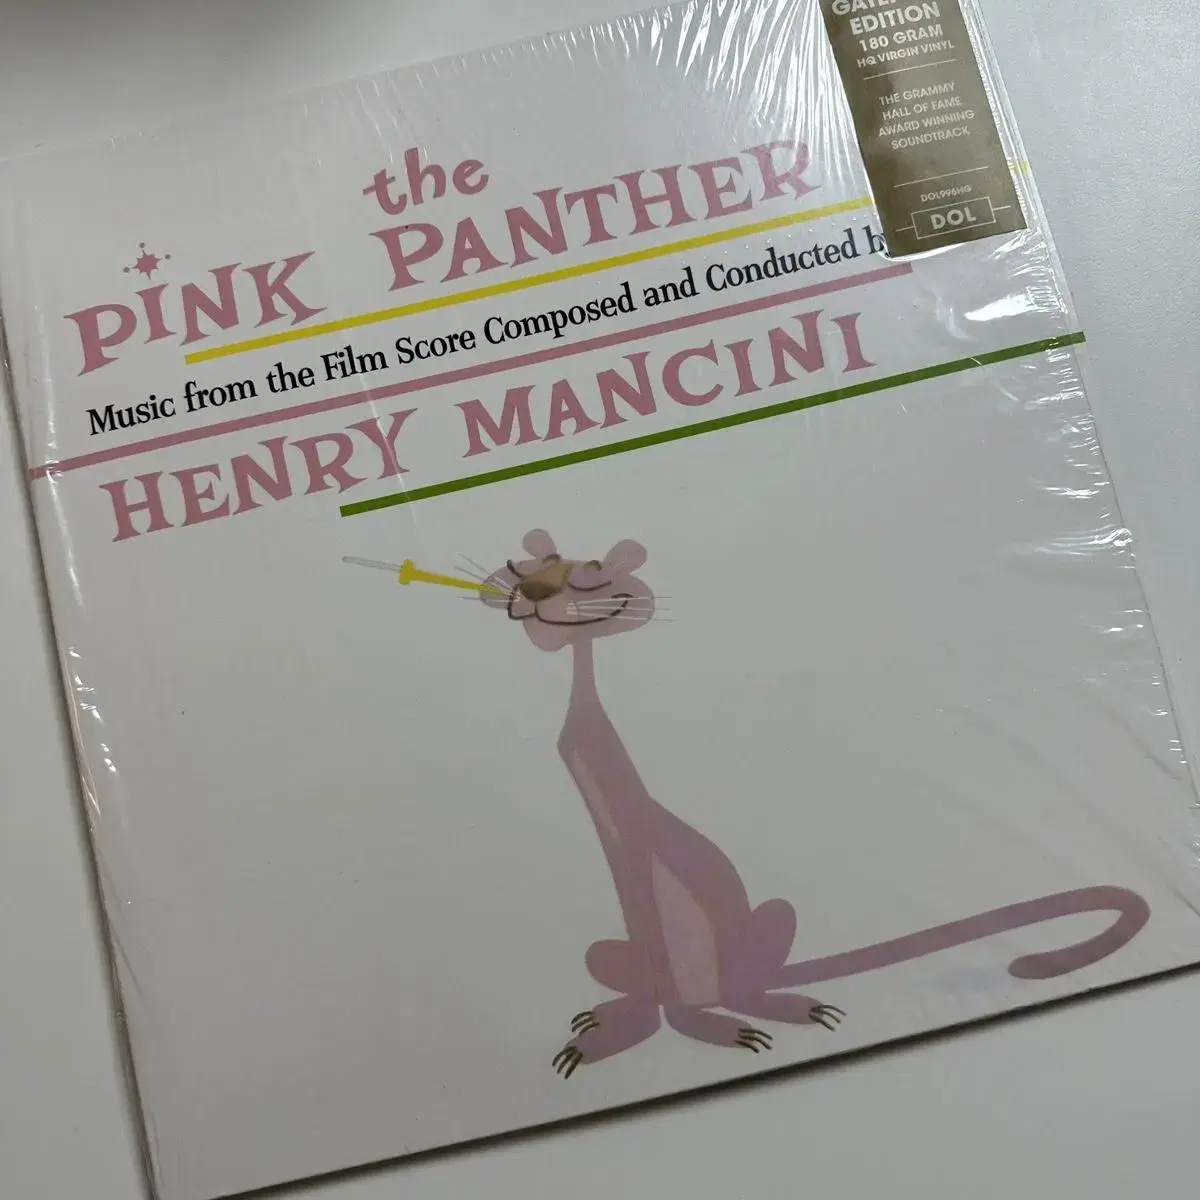 the
PINK PANTHER
Music from the Film Score Composed and Conducted
HENRY MANCINI
EDITION
180 GRAM
HQ VIRGIN VINYL
THE GRAMMY
HALL OF FAME
AWARD WINNING
SOUNDTRACK
DOL996HG
DOL